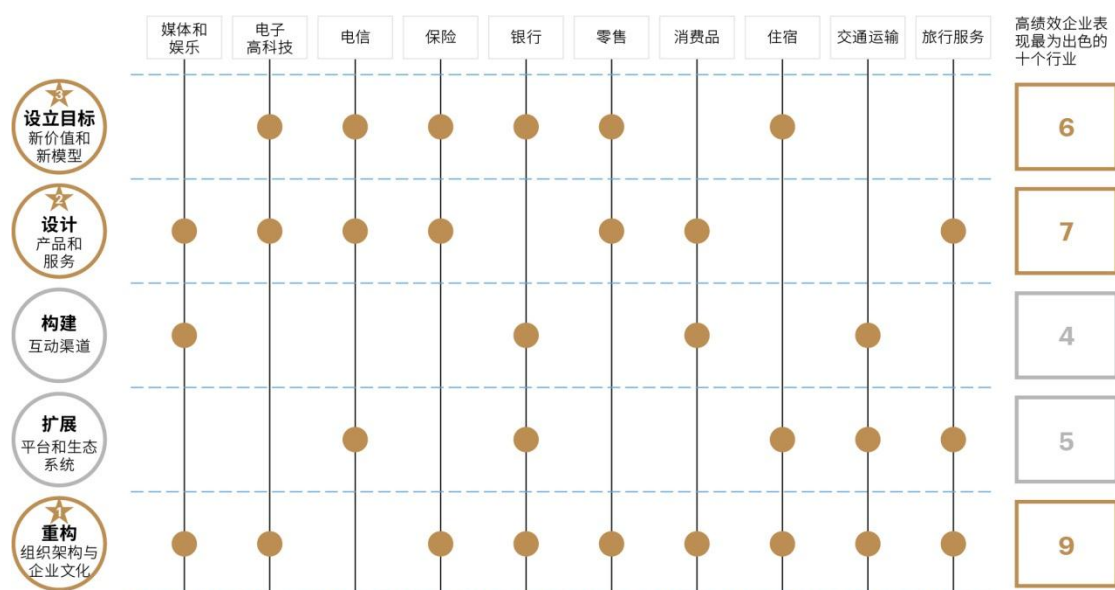 媒体和
娱乐
电子
高科技
电信
保险
银行
零售
消费品
住宿
交通运输
旅行服务
高绩效企业表
现最为出色的
十个行业
3
设立目标
新价值和
新模型
6
2
设计
产品和
服务
7
构建
互动渠道
4
扩展
平台和生态
系统
5
1
重构
组织架构与
企业文化
9